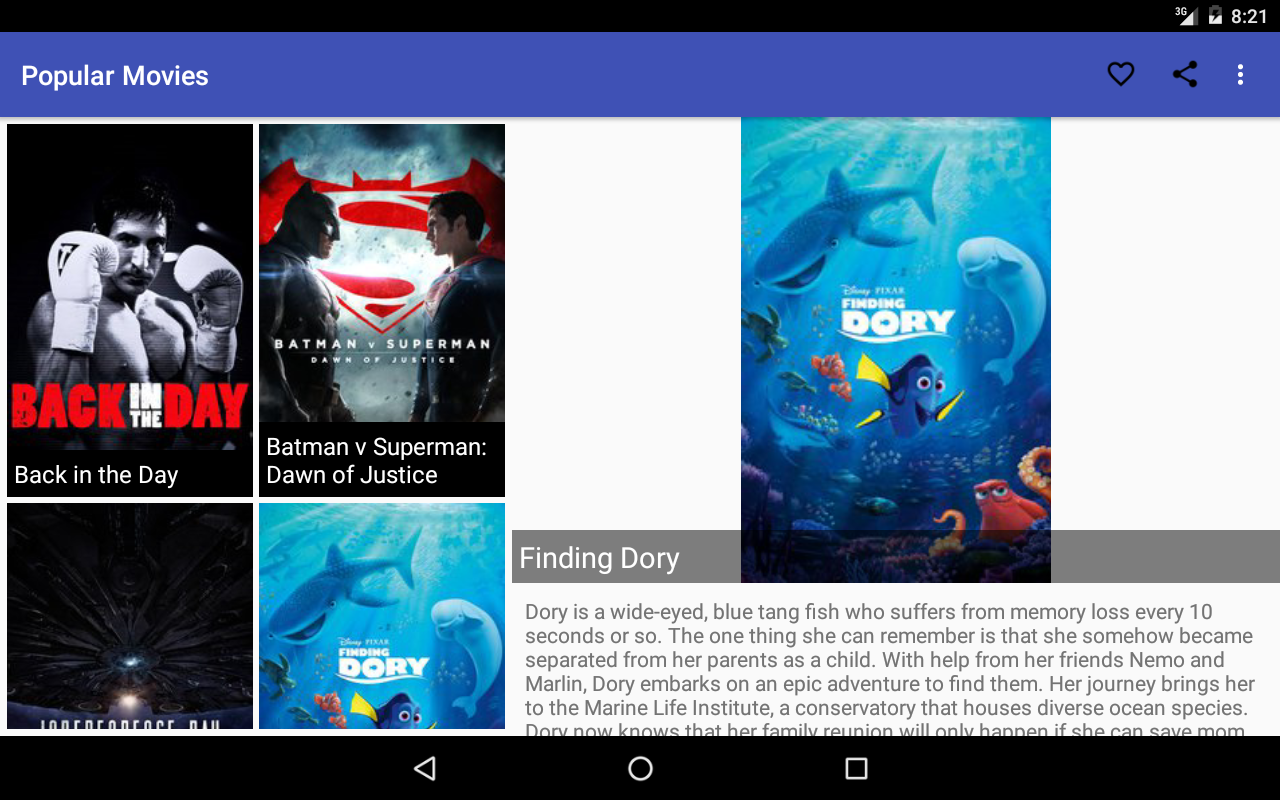 3G
8:21
Popular Movies
BACK IN THE DAY
Back in the Day
BATMAN v SUPERMAN
DAWN OF JUSTICE
Batman v Superman:
Dawn of Justice
INDEPENDENCE DAY
Disney PIXAR
FINDING
DORY
Disney PIXAR
FINDING
DORY
Finding Dory
Dory is a wide-eyed, blue tang fish who suffers from memory loss every 10
seconds or so. The one thing she can remember is that she somehow became
separated from her parents as a child. With help from her friends Nemo and
Marlin, Dory embarks on an epic adventure to find them. Her journey brings her
to the Marine Life Institute, a conservatory that houses diverse ocean species.
Dory now knows that her family reunion will only happen if she can save mom